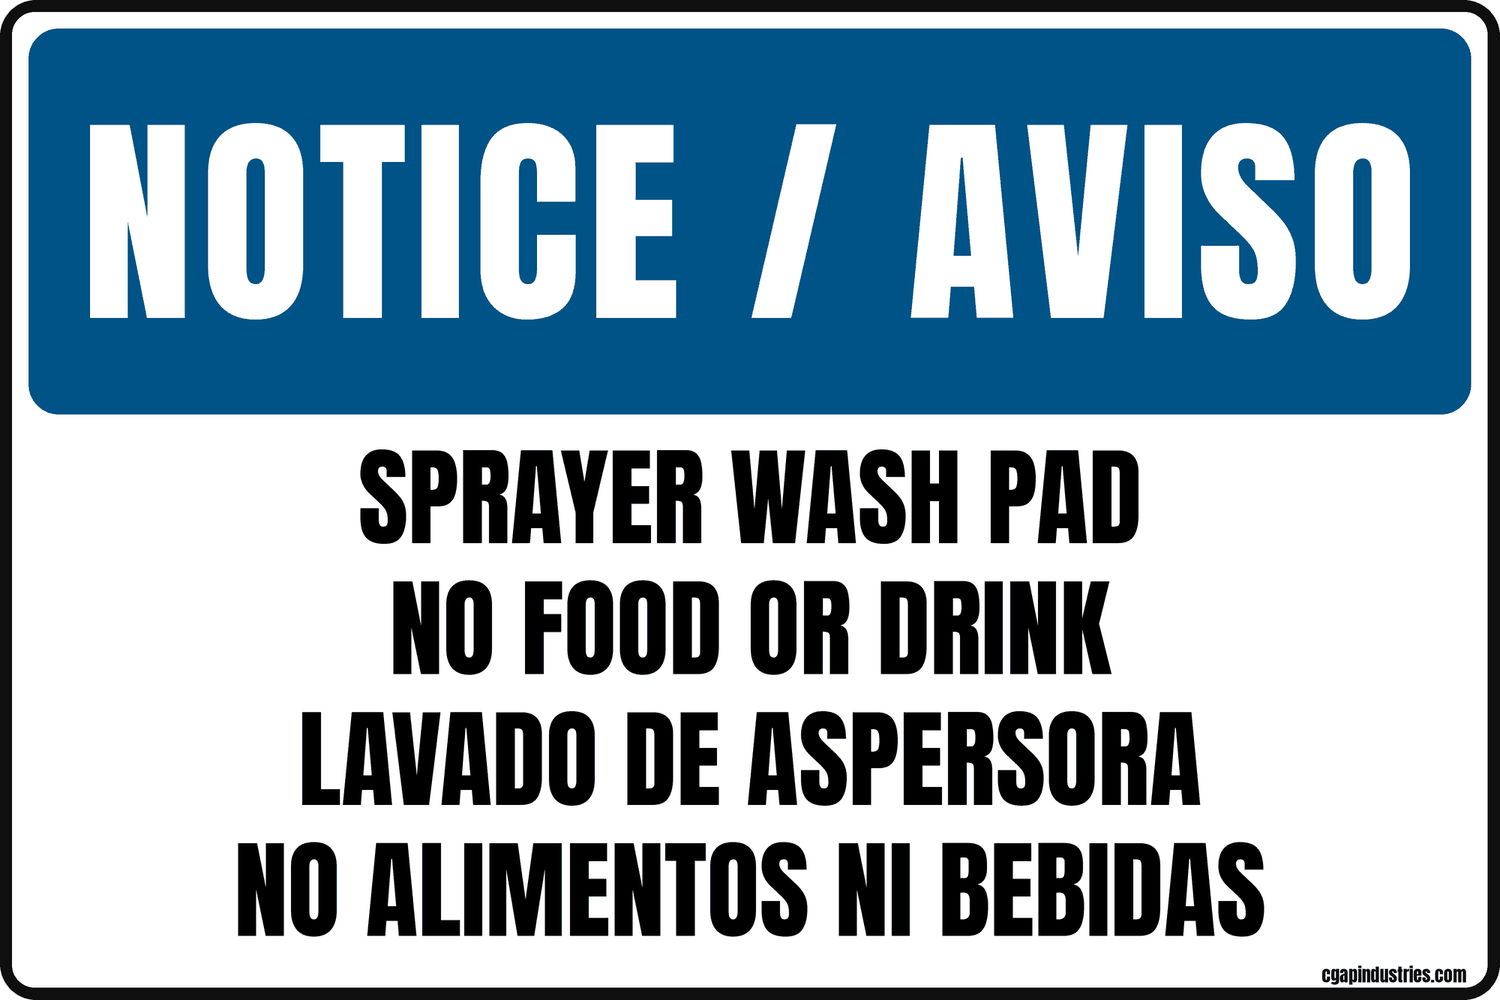 NOTICE / AVISO
SPRAYER WASH PAD
NO FOOD OR DRINK
LAVADO DE ASPERSORA
NO ALIMENTOS NI BEBIDAS
cgapindustries.com